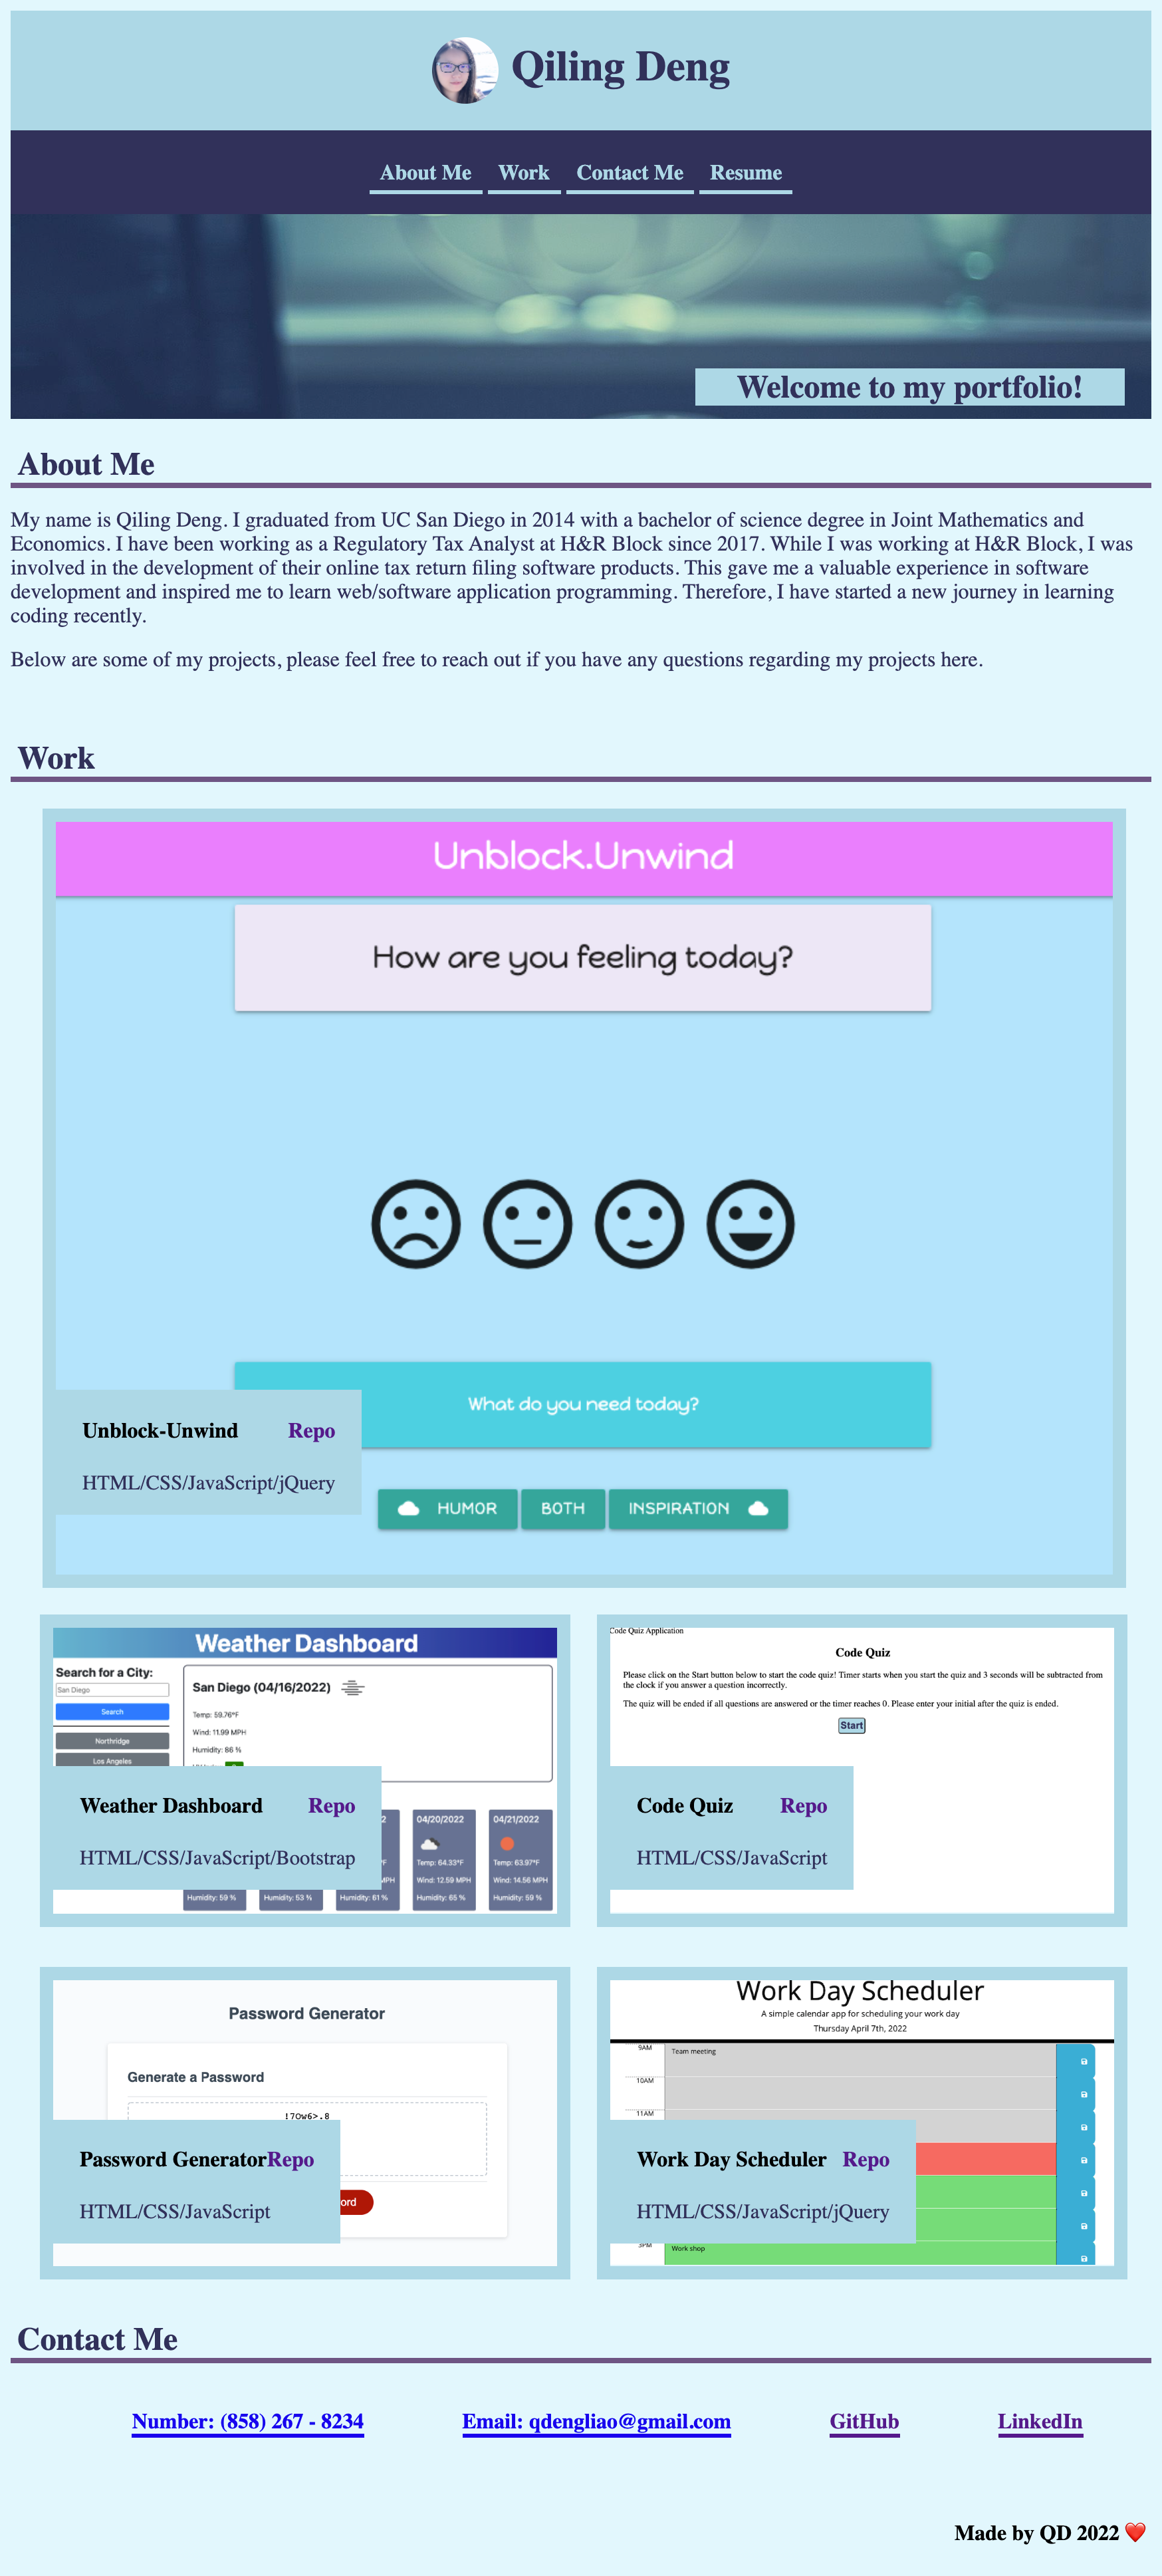 Qiling Deng
About Me Work Contact Me Resume
Welcome to my portfolio!
About Me
My name is Qiling Deng. I graduated from UC San Diego in 2014 with a bachelor of science degree in Joint Mathematics and
Economics. I have been working as a Regulatory Tax Analyst at H&R Block since 2017. While I was working at H&R Block, I was
involved in the development of their online tax return filing software products. This gave me a valuable experience in software
development and inspired me to learn web/software application programming. Therefore, I have started a new journey in learning
coding recently.
Below are some of my projects, please feel free to reach out if you have any questions regarding my projects here.
Work
Unblock.Unwind
How are you feeling today?
What do you need today?
Unblock-Unwind Repo
HTML/CSS/JavaScript/jQuery
HUMOR BOTH INSPIRATION
Weather Dashboard
Search for a City:
San Diego
Search
Northridge
Los Angeles
San Diego (04/16/2022)
Temp: 59.76°F
Wind: 11.99 MPH
Humidity: 86 %
Weather Dashboard Repo
HTML/CSS/JavaScript/Bootstrap
2 04/20/2022 04/21/2022
°F Temp: 64.33°F Temp: 63.97°F
MPH Wind: 12.59 MPH Wind: 14.56 MPH
Humidity: 59 % Humidity: 53 % Humidity: 61 % Humidity: 65 % Humidity: 59 %
Code Quiz Application
Code Quiz
Please click on the Start button below to start the code quiz! Timer starts when you start the quiz and 3 seconds will be subtracted from
the clock if you answer a question incorrectly.
The quiz will be ended if all questions are answered or the timer reaches 0. Please enter your initial after the quiz is ended.
Start
Code Quiz Repo
HTML/CSS/JavaScript
Password Generator
Generate a Password
!7Ow6>.8
Password Generator Repo
HTML/CSS/JavaScript
ord
Work Day Scheduler
A simple calendar app for scheduling your work day
Thursday April 7th, 2022
9AM Team meeting
10AM
11AM
Work Day Scheduler Repo
HTML/CSS/JavaScript/jQuery
3PM Work shop
Contact Me
Number: (858) 267 - 8234 Email: qdengliao@gmail.com GitHub LinkedIn
Made by QD 2022 ❤️